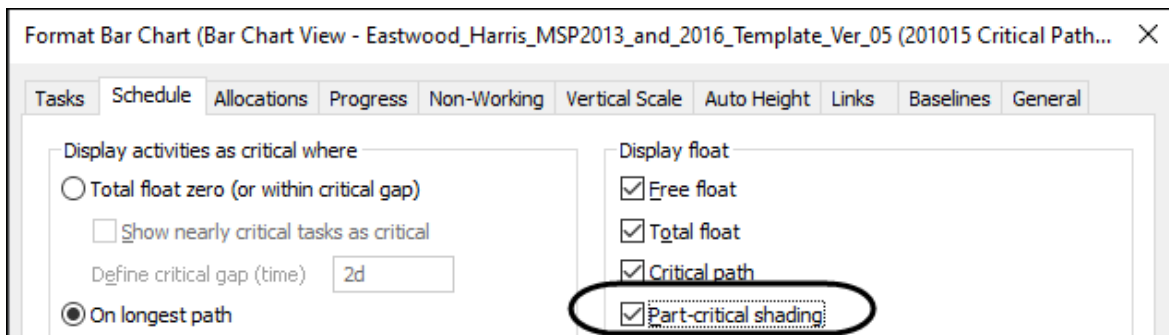 Format Bar Chart (Bar Chart View - Eastwood_Harris_MSP2013_and_2016_Template_Ver_05 (201015 Critical Path...
Tasks Schedule Allocations Progress Non-Working Vertical Scale Auto Height Links Baselines General
Display activities as critical where
Total float zero (or within critical gap)
Show nearly critical tasks as critical
Define critical gap (time) 2d
On longest path
Display float
Free float
Total float
Critical path
Part-critical shading